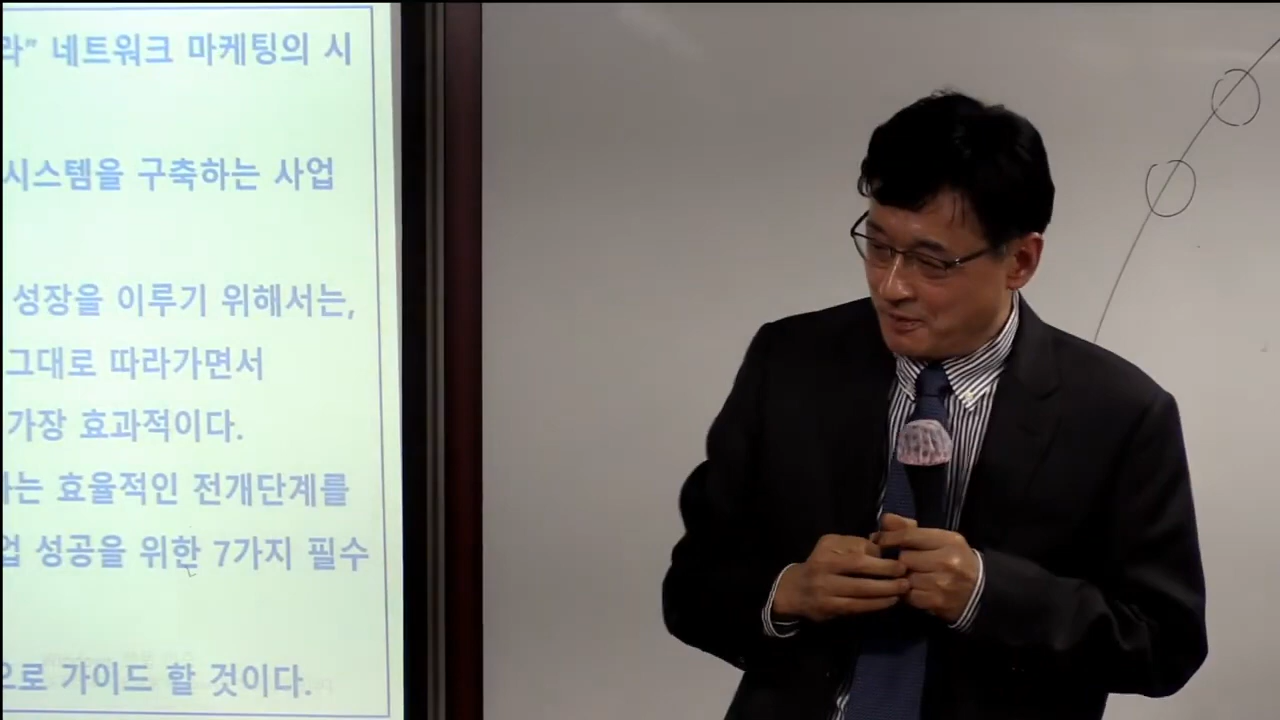 라” 네트워크 마케팅의 시
시스템을 구축하는 사업
성장을 이루기 위해서는,
그대로 따라가면서
가장 효과적이다.
는 효율적인 전개단계를
업 성공을 위한 7가지 필수
으로 가이드 할 것이다.